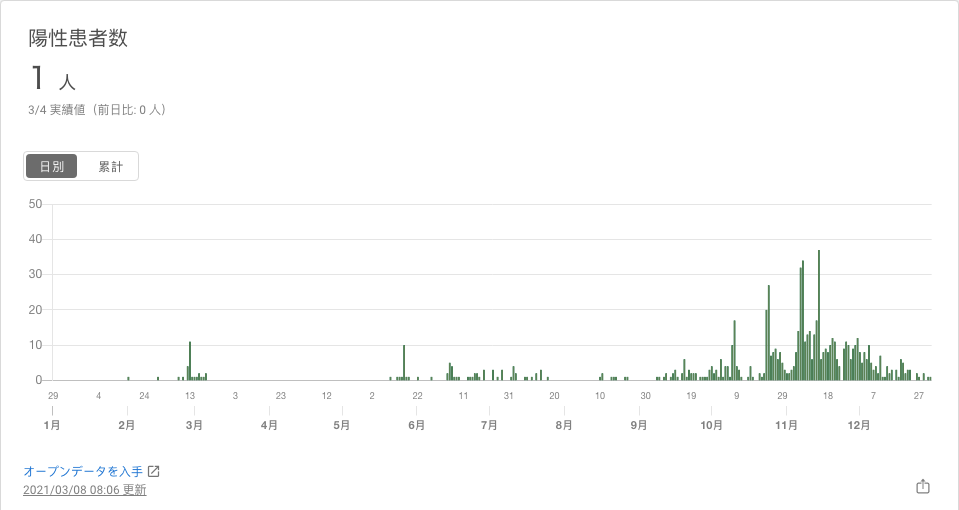 陽性患者数
1 人
3/4 実績値（前日比: 0 人）
日別 累計
50
40
30
20
10
0
29 4 24 13 3 23 12 2 22 11 31 20 10 30 19 9 29 18 7 27
1月 2月 3月 4月 5月 6月 7月 8月 9月 10月 11月 12月
オープンデータを入手
2021/03/08 08:06 更新